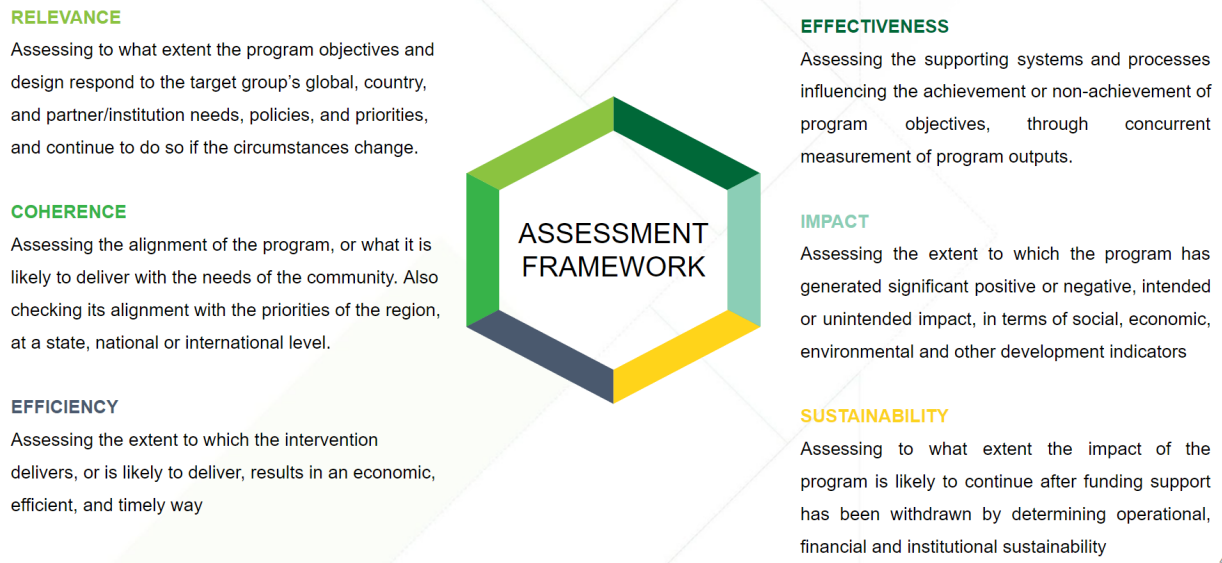 RELEVANCE
Assessing to what extent the program objectives and
design respond to the target group's global, country,
and partner/institution needs, policies, and priorities,
and continue to do so if the circumstances change.
COHERENCE
Assessing the alignment of the program, or what it is
likely to deliver with the needs of the community. Also
checking its alignment with the priorities of the region,
at a state, national or international level.
EFFICIENCY
Assessing the extent to which the intervention
delivers, or is likely to deliver, results in an economic,
efficient, and timely way
ASSESSMENT
FRAMEWORK
EFFECTIVENESS
Assessing the supporting systems and processes
influencing the achievement or non-achievement of
program objectives, through concurrent
measurement of program outputs.
IMPACT
Assessing the extent to which the program has
generated significant positive or negative, intended
or unintended impact, in terms of social, economic,
environmental and other development indicators
SUSTAINABILITY
Assessing to what extent the impact of the
program is likely to continue after funding support
has been withdrawn by determining operational,
financial and institutional sustainability